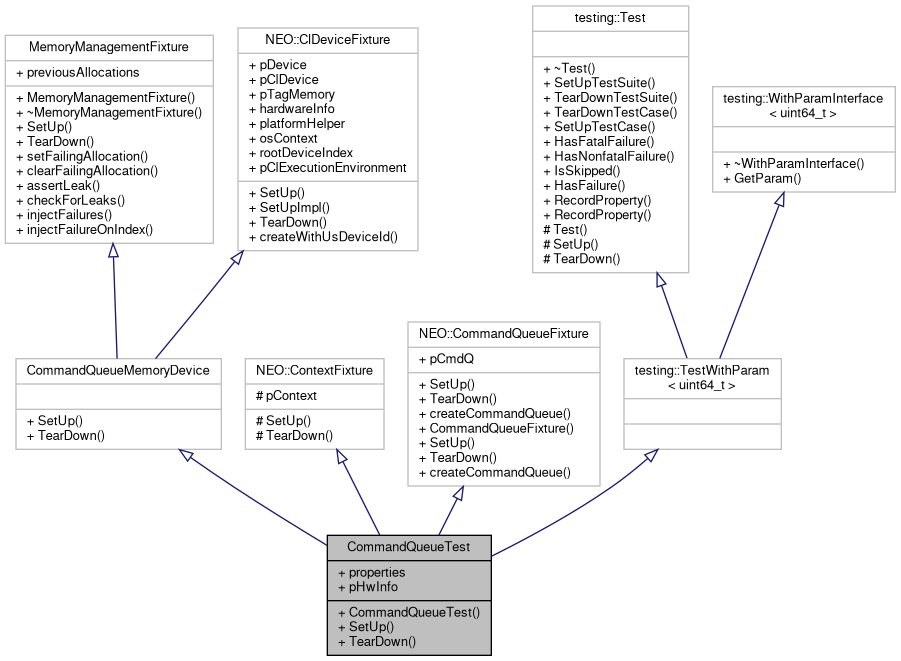 MemoryManagementFixture
+ previousAllocations
+ MemoryManagementFixture()
+ ~MemoryManagementFixture()
+ SetUp()
+ TearDown()
+ setFailingAllocation()
+ clearFailingAllocation()
+ assertLeak()
+ checkForLeaks()
+ injectFailures()
+ injectFailureOnIndex()
NEO::ClDeviceFixture
+ pDevice
+ pClDevice
+ pTagMemory
+ hardwareInfo
+ platformHelper
+ osContext
+ rootDeviceIndex
+ pClExecutionEnvironment
+ SetUp()
+ SetUpImpl()
+ TearDown()
+ createWithUsDeviceId()
testing::Test
+ ~Test()
+ SetUpTestSuite()
+ TearDownTestSuite()
+ TearDownTestCase()
+ SetUpTestCase()
+ HasFatalFailure()
+ HasNonfatalFailure()
+ IsSkipped()
+ HasFailure()
+ RecordProperty()
+ RecordProperty()
# Test()
# SetUp()
# TearDown()
testing::WithParamInterface
< uint64_t >
+ ~WithParamInterface()
+ GetParam()
CommandQueueMemoryDevice
+ SetUp()
+ TearDown()
NEO::ContextFixture
# pContext
# SetUp()
# TearDown()
NEO::CommandQueueFixture
+ pCmdQ
+ SetUp()
+ TearDown()
+ createCommandQueue()
+ CommandQueueFixture()
+ SetUp()
+ TearDown()
+ createCommandQueue()
testing::TestWithParam
< uint64_t >
CommandQueueTest
+ properties
+ pHwInfo
+ CommandQueueTest()
+ SetUp()
+ TearDown()